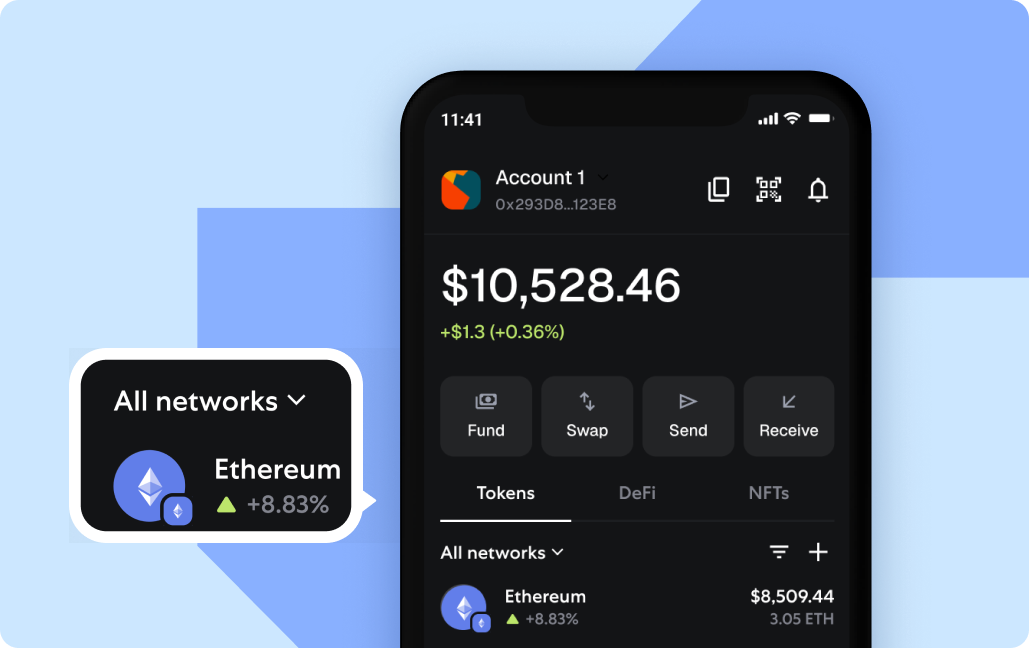 11:41
Account 1
0x293D8...123E8
$10,528.46
+$1.3 (+0.36%)
Fund Swap Send Receive
Tokens DeFi NFTs
All networks
Ethereum $8,509.44
+8.83% 3.05 ETH
All networks
Ethereum
+8.83%